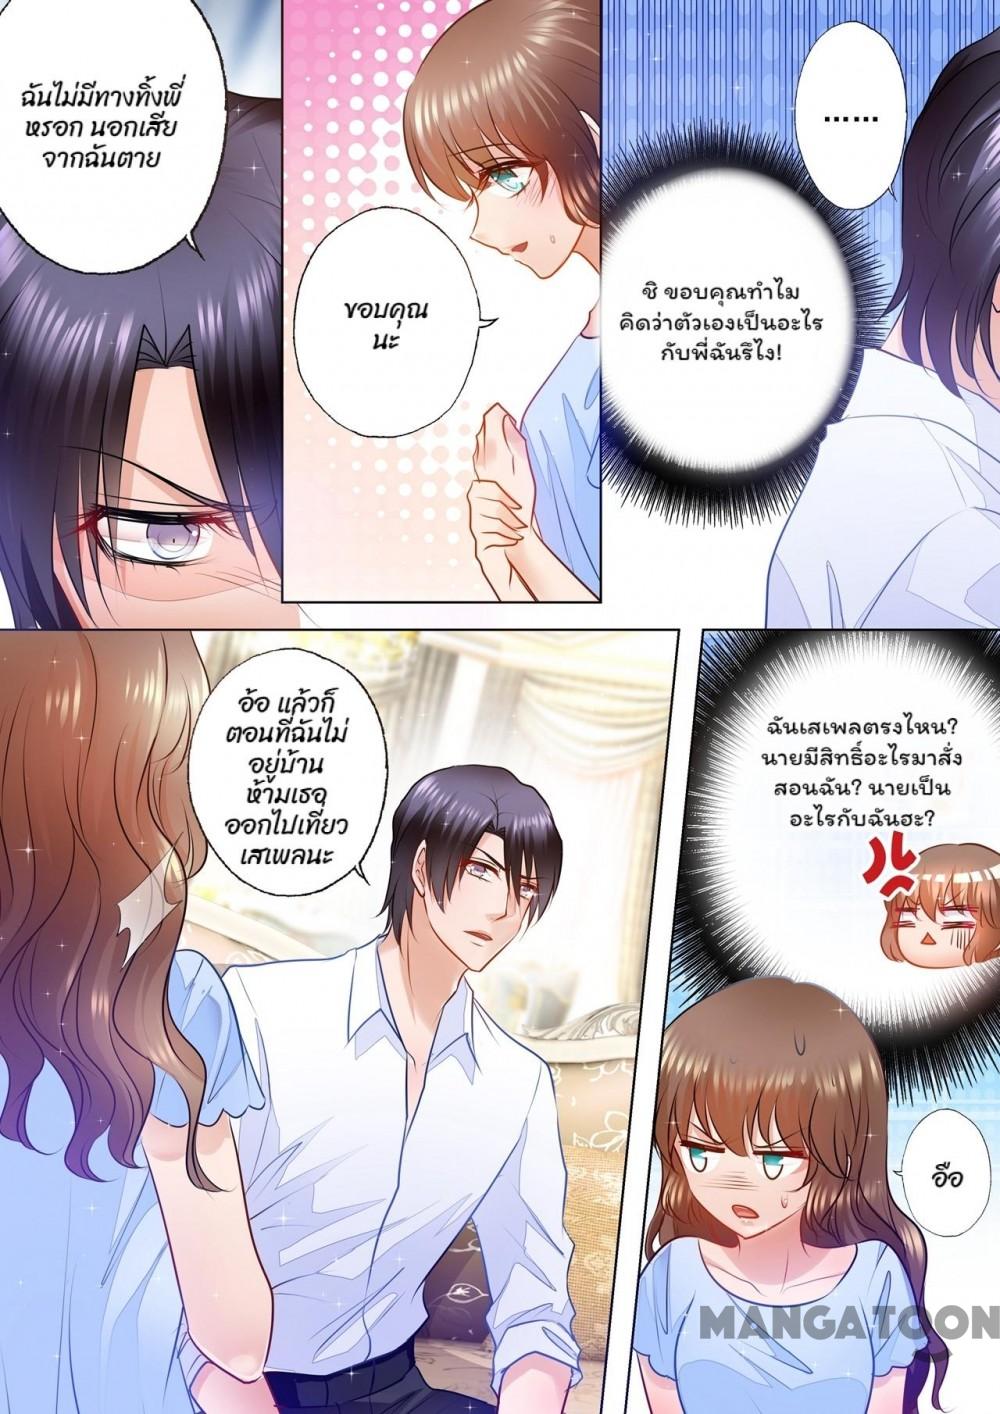 ฉันไม่มีทางทิ้งพี่
หรอก นอกเสีย
จากฉันตาย
ขอบคุณ
นะ
......
ชิ ขอบคุณทำไม
คิดว่าตัวเองเป็นอะไร
กับพี่ฉันรึไง!
อ้อ แล้วก็
ตอนที่ฉันไม่
อยู่บ้าน
ห้ามเธอ
ออกไปเที่ยว
เสเพลนะ
ฉันเสเพลตรงไหน?
นายมีสิทธิ์อะไรมาสั่ง
สอนฉัน? นายเป็น
อะไรกับฉันฮะ?
อือ
MANGATOON